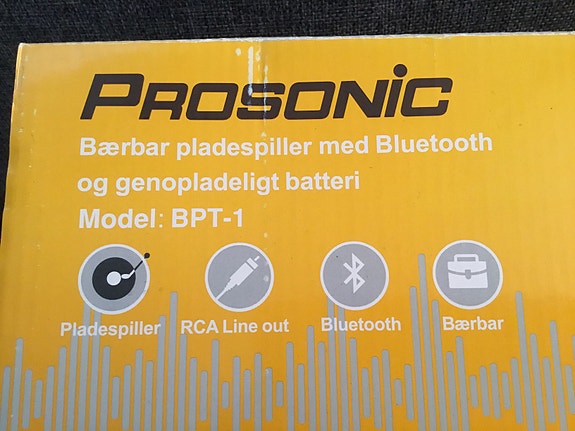 PROSONIC
Bærbar pladespiller med Bluetooth
og genopladeligt batteri
Model: BPT-1
Pladespiller RCA Line out Bluetooth Bærbar